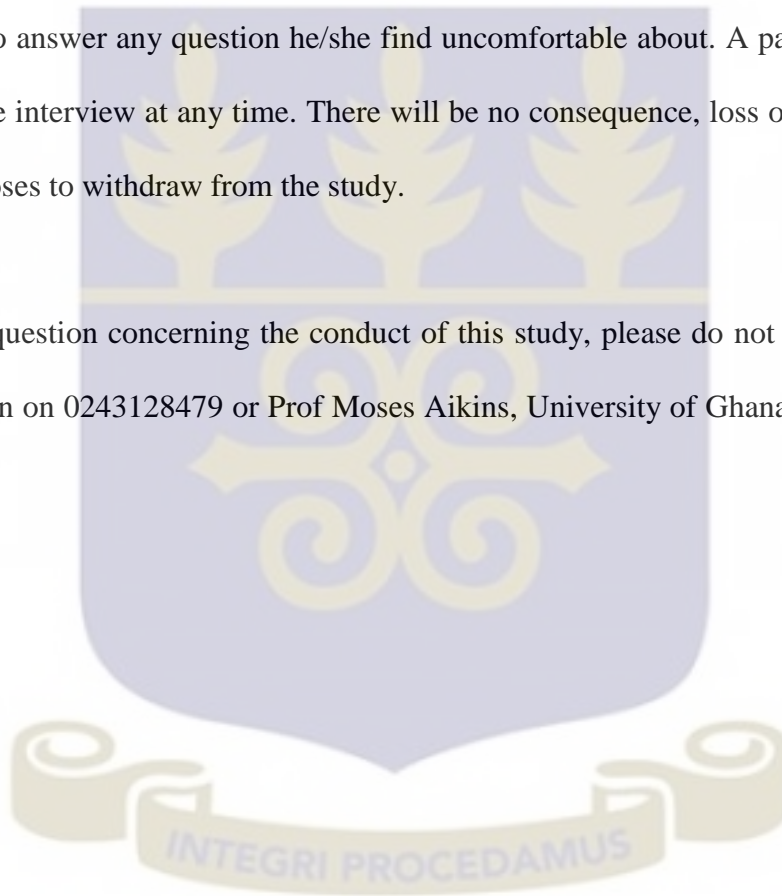 o answer any question he/she find uncomfortable about. A pa
e interview at any time. There will be no consequence, loss o
oses to withdraw from the study.
question concerning the conduct of this study, please do not
n on 0243128479 or Prof Moses Aikins, University of Ghana
INTEGRI PROCEDAMUS